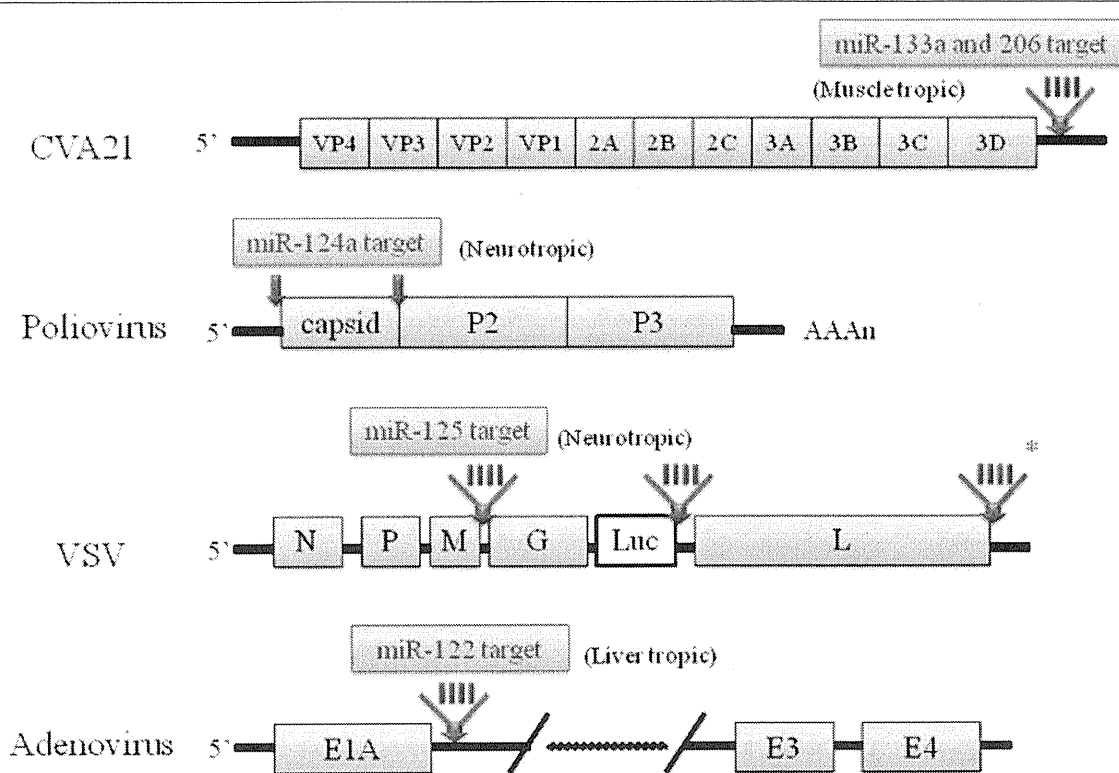 miR-133a and 206 target
(Muscle tropic)
CVA21 5` VP4 VP3 VP2 VP1 2A 2B 2C 3A 3B 3C 3D
miR-124a target (Neurotropic)
Poliovirus 5` capsid P2 P3 AAAn
miR-125 target (Neurotropic)
*
VSV 5` N P M G Luc L
miR-122 target (Liver tropic)
Adenovirus 5` E1A E3 E4